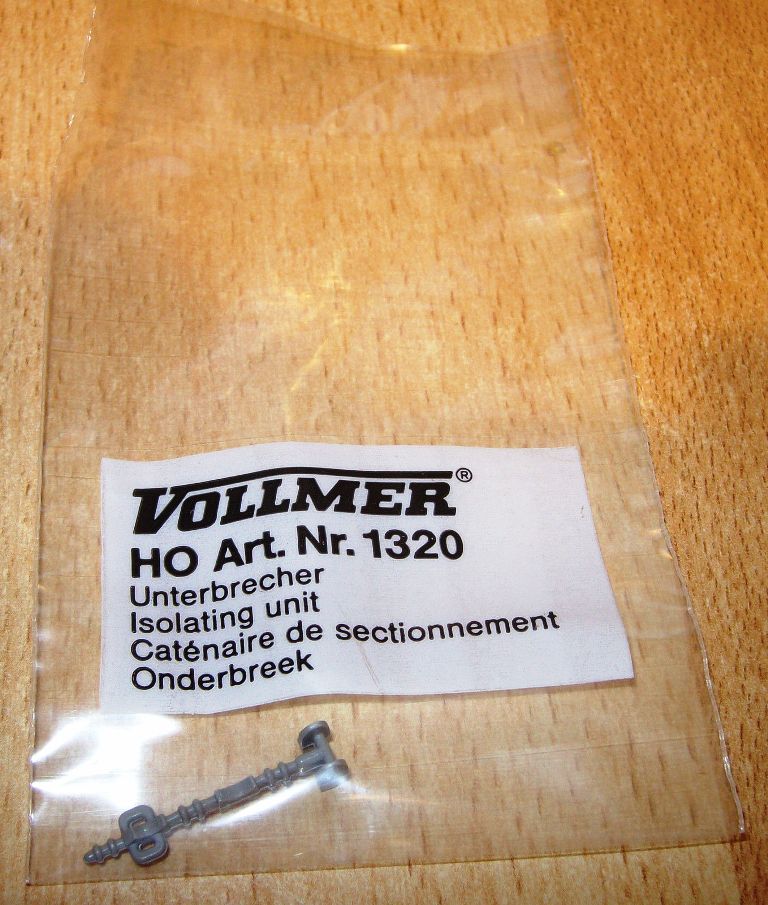 VOLLMER®
HO Art. Nr. 1320
Unterbrecher
Isolating unit
Caténaire de sectionnement
Onderbreek